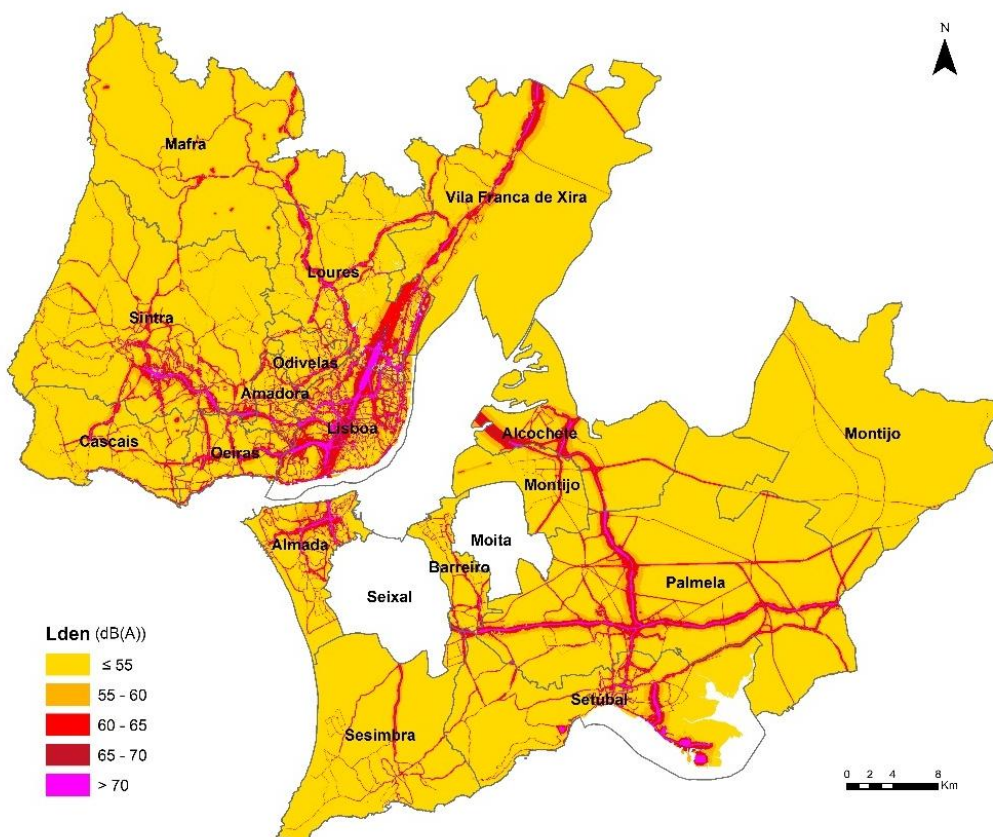 N
Mafra
Vila Franca de Xira
Loures
Sintra
Odivelas
Amadora
Lisboa
Cascais
Oeiras
Alcochete
Montijo
Montijo
Almada
Moita
Barreiro
Seixal
Palmela
Lden (dB(A))
≤ 55
55 - 60
60 - 65
65 - 70
> 70
Setúbal
Sesimbra
0 2 4 8
Km